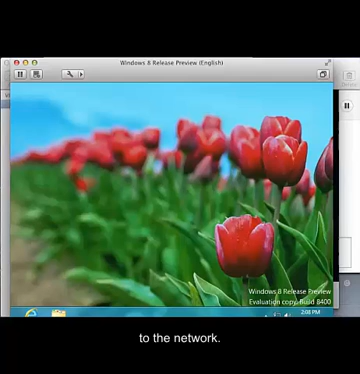 Windows 8 Release Preview (English)
Windows 8 Release Preview
Evaluation copy. Build 8400
2:08 PM
to the network.